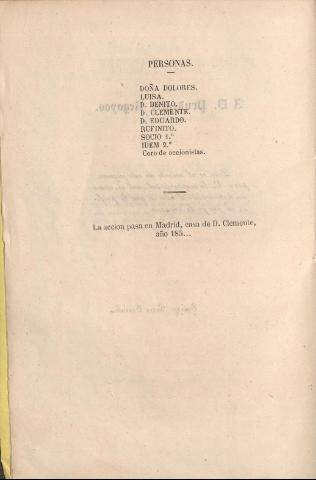 PERSONAS.
DOÑA DOLORES.
LUISA.
D. BENITO.
D. CLEMENTE.
D. EDUARDO.
RUFINITO.
SOCIO 1.º
IDEM 2.º
Coro de accionistas.
La accion pasa en Madrid, casa de D. Clemente,
año 185...